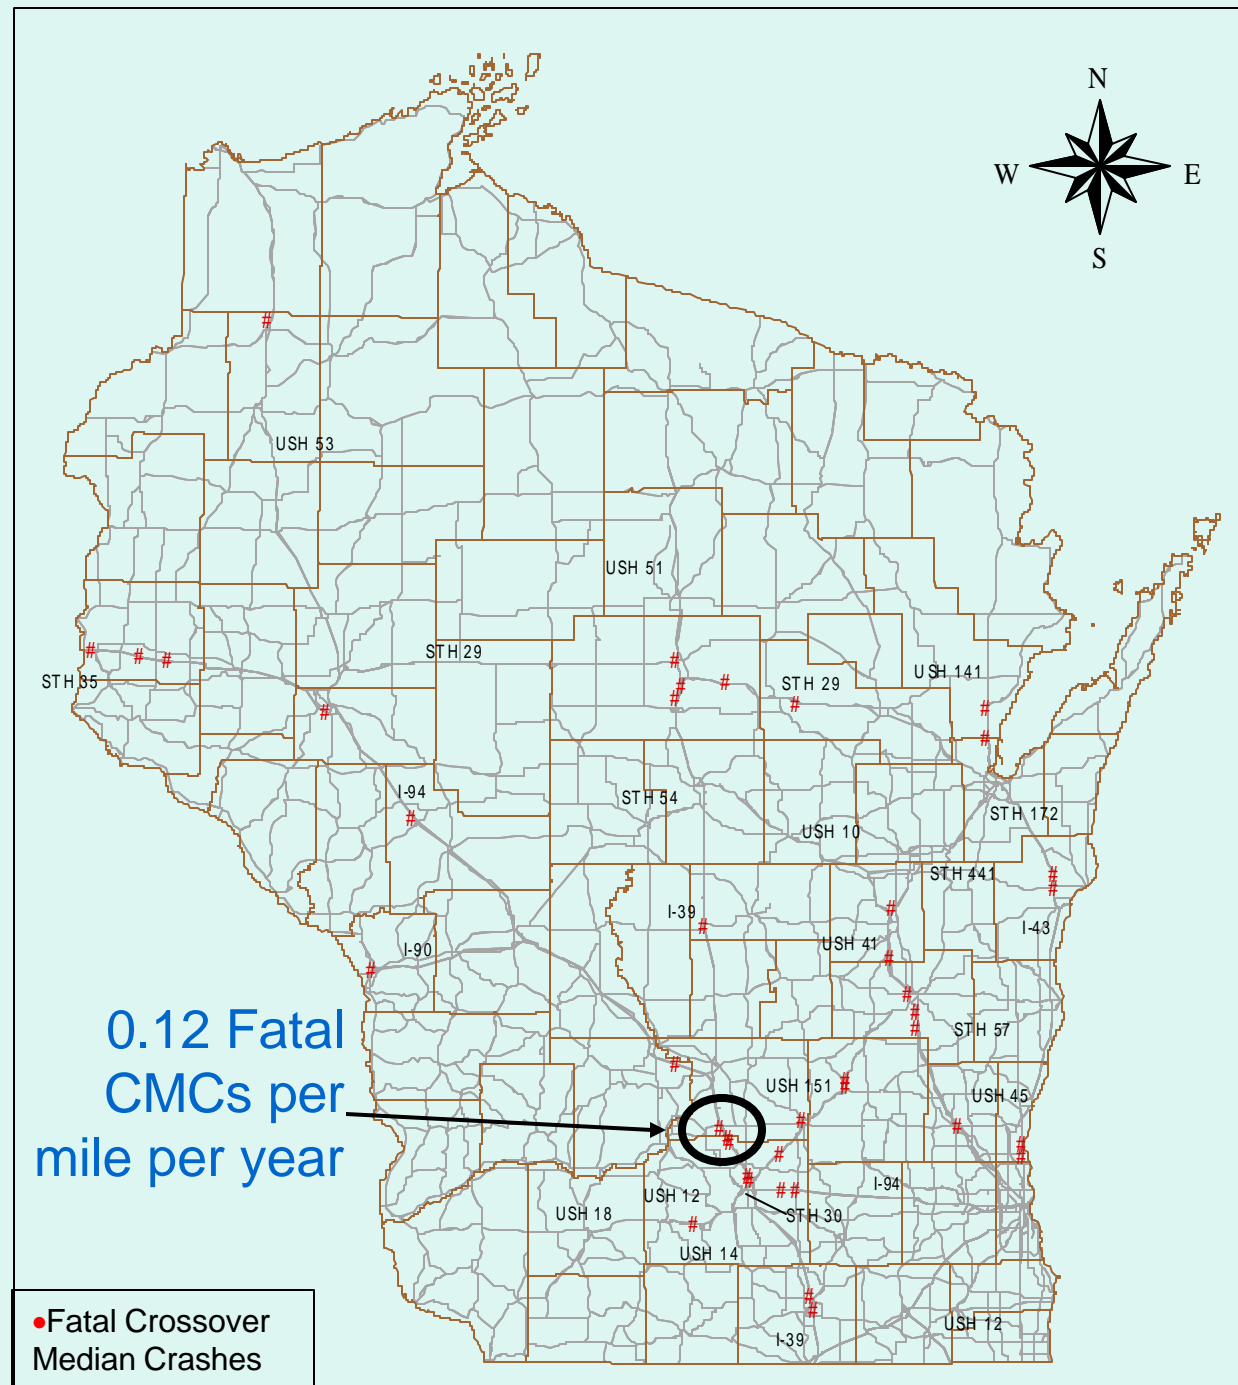 N
W
E
S
#
USH 53
USH 51
#
#
#
STH 29
#
STH 35
#
#
#
STH 29
#
USH 141
#
#
#
#
I-94
#
STH 54
USH 10
STH 172
STH 441
#
#
I-39
#
#
USH 41
#
I-43
I-90
#
#
#
#
STH 57
0.12 Fatal
CMCs per
mile per year
#
USH 151
#
#
USH 45
#
#
#
#
#
#
#
#
#
#
#
#
#
I-94
USH 12
USH 18
STH 30
#
USH 14
#
#
I-39
USH 12
Fatal Crossover
Median Crashes